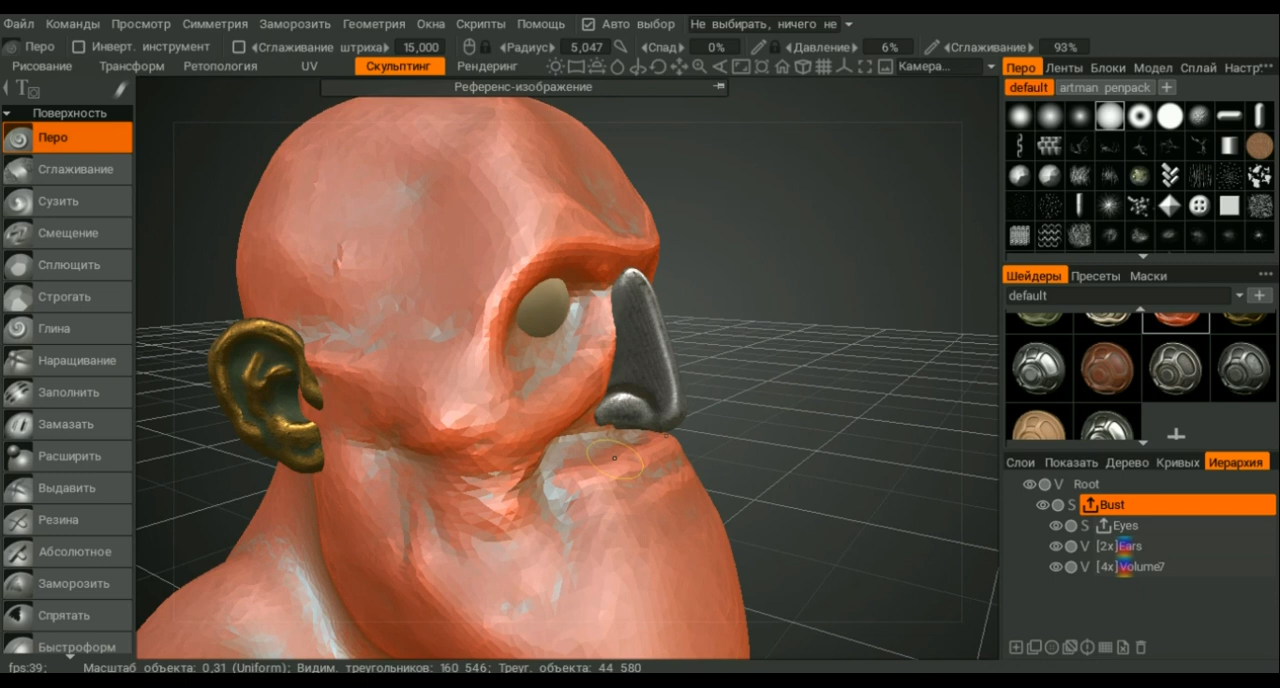 Файл Команды Просмотр Симметрия Заморозить Геометрия Окна Скрипты Помощь Авто выбор Не выбирать, ничего не
Перо Инверт. инструмент Сглаживание штриха 15,000 Радиус 5,047 Спад 0% Давление 6% Сглаживание 93%
Рисование Трансформ Ретопология UV Скульптинг Рендеринг Камера...
Референс-изображение
Перо Ленты Блоки Модел Сплай Настр...
default artman penpack
Поверхность
Перо
Сглаживание
Сузить
Смещение
Сплющить
Строгать
Глина
Наращивание
Заполнить
Замазать
Расширить
Выдавить
Резина
Абсолютное
Заморозить
Спрятать
Быстроформ
Шейдеры Пресеты Маски
default
Слои Показать Дерево Кривых Иерархия
V Root
S Bust
S Eyes
V [2x]Ears
V [4x]Volume7
fps:39; Масштаб объекта: 0,31 (Uniform); Видим. треугольников: 160 546; Треуг. объекта: 44 580